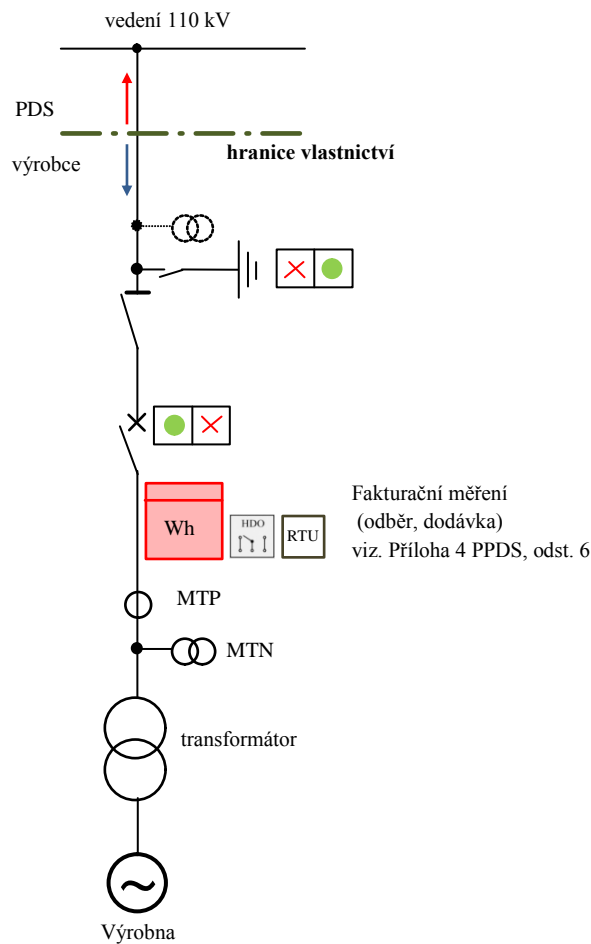 vedení 110 kV
PDS
hranice vlastnictví
výrobce
Wh
HDO
RTU
Fakturační měření
(odběr, dodávka)
viz. Příloha 4 PPDS, odst. 6
MTP
MTN
transformátor
Výrobna